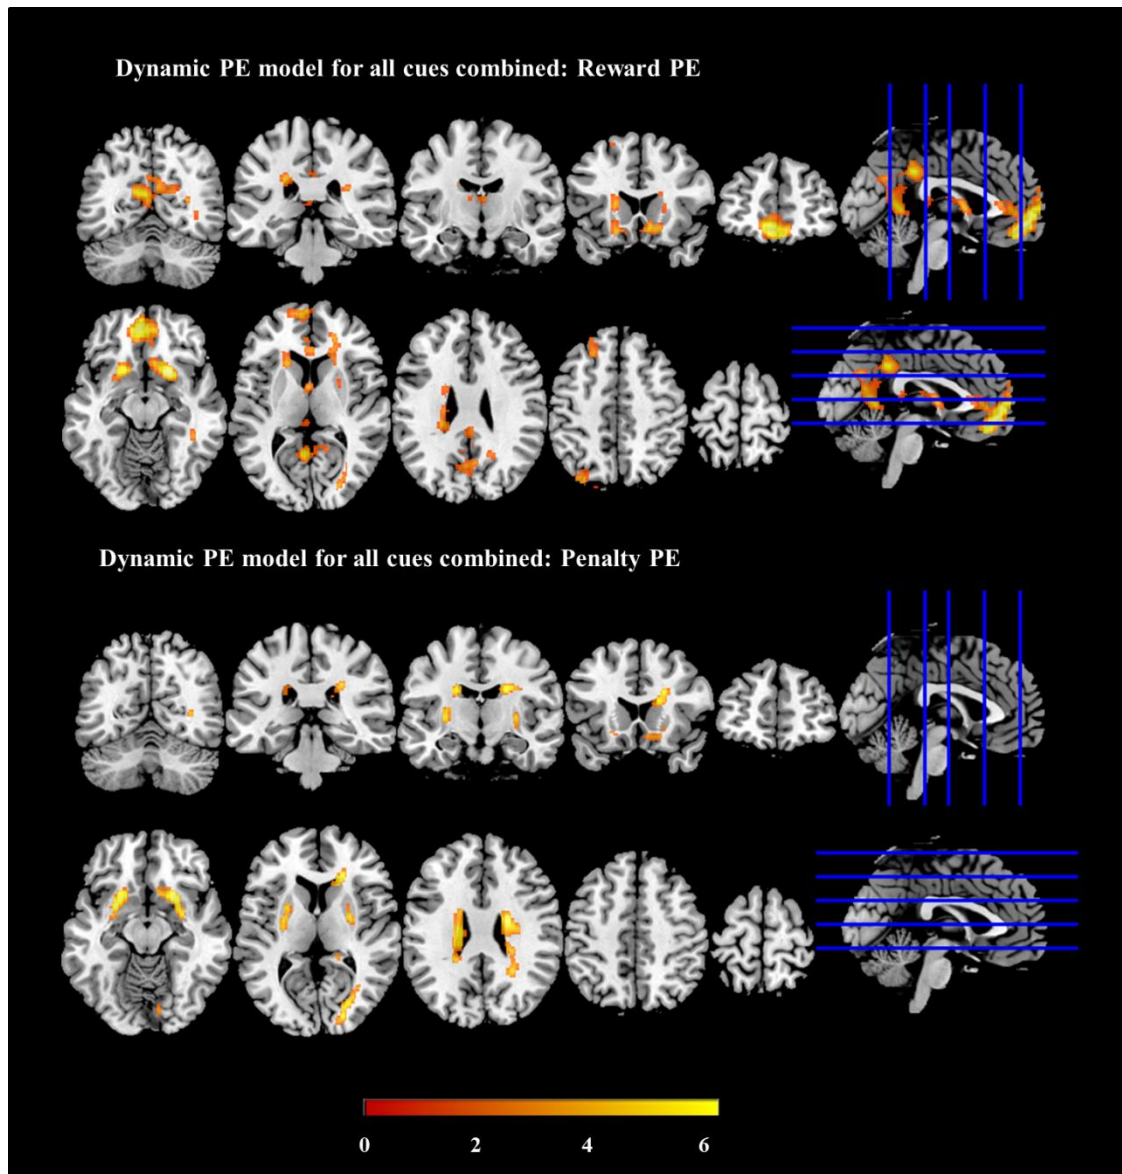 Dynamic PE model for all cues combined: Reward PE
Dynamic PE model for all cues combined: Penalty PE
0 2 4 6